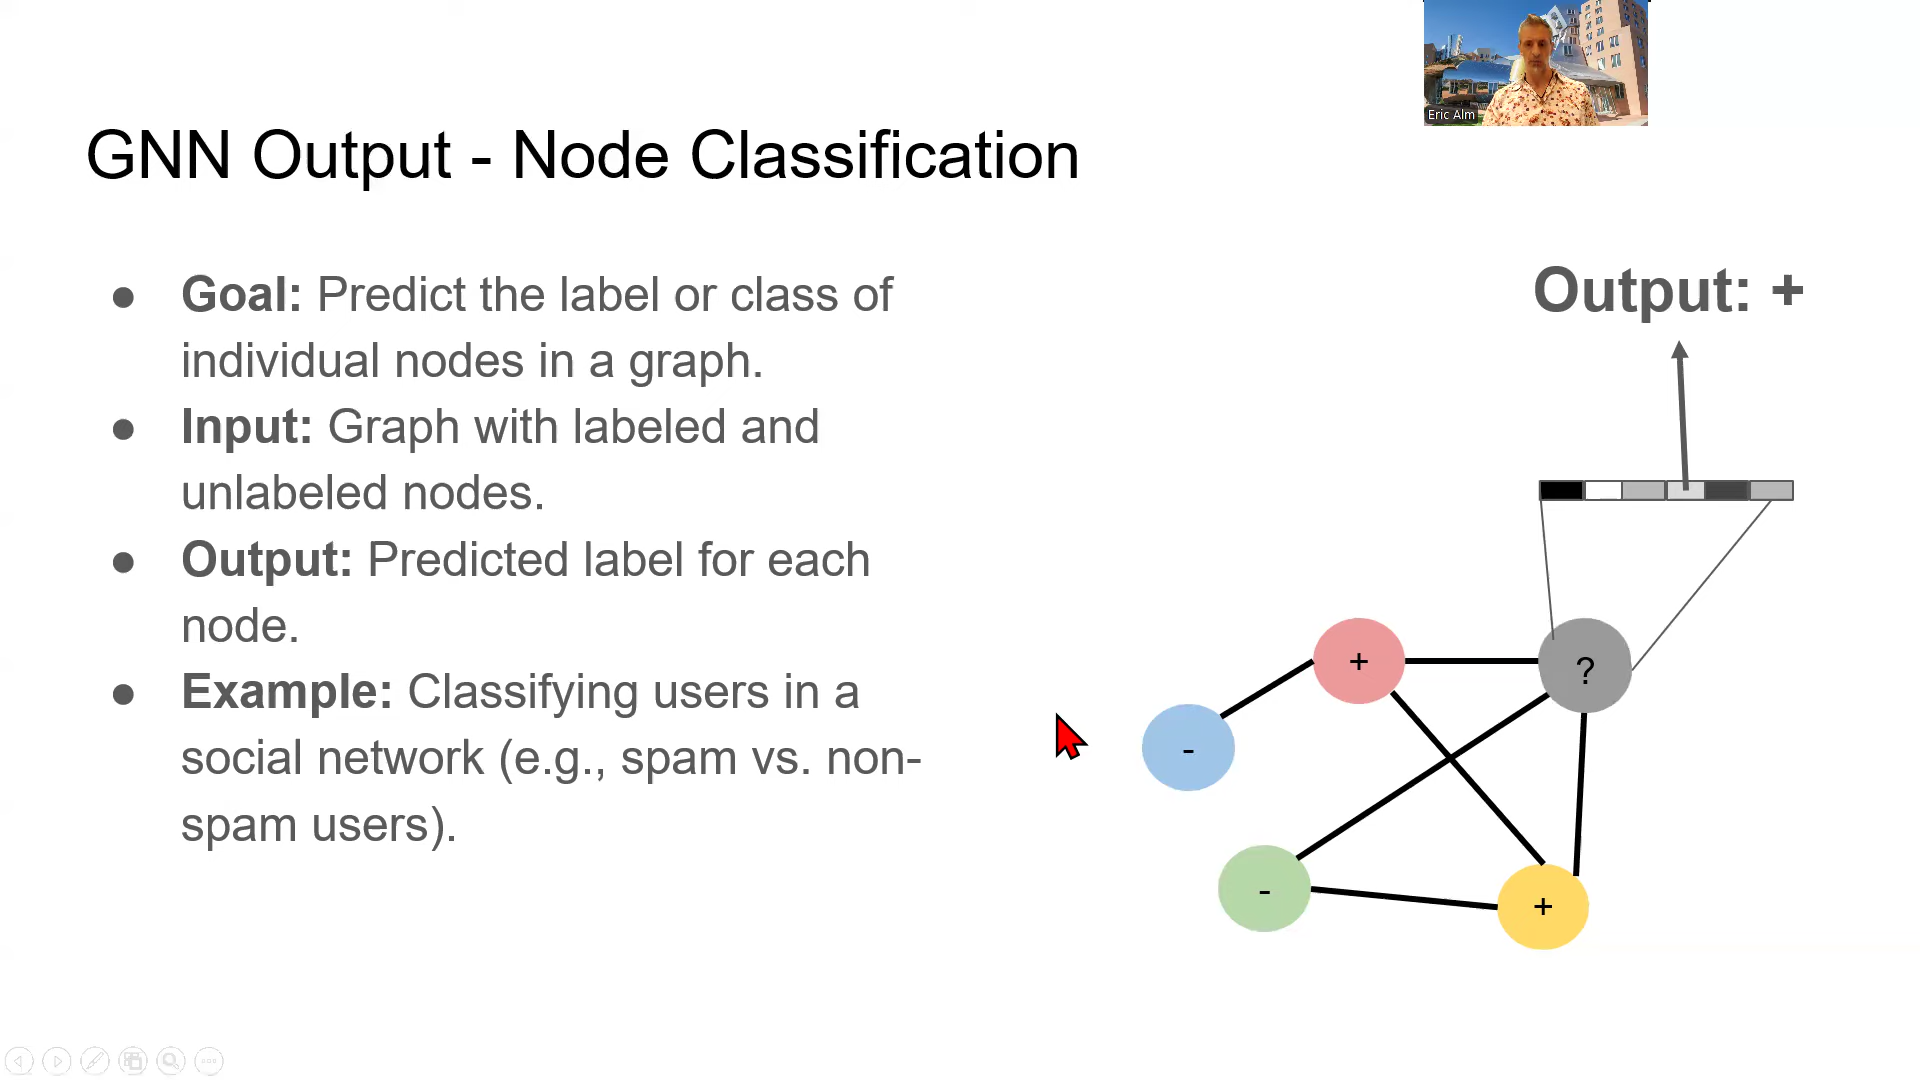 Eric Alm
GNN Output - Node Classification
● Goal: Predict the label or class of
individual nodes in a graph.
● Input: Graph with labeled and
unlabeled nodes.
● Output: Predicted label for each
node.
● Example: Classifying users in a
social network (e.g., spam vs. non-
spam users).
Output: +
+
?
-
-
+